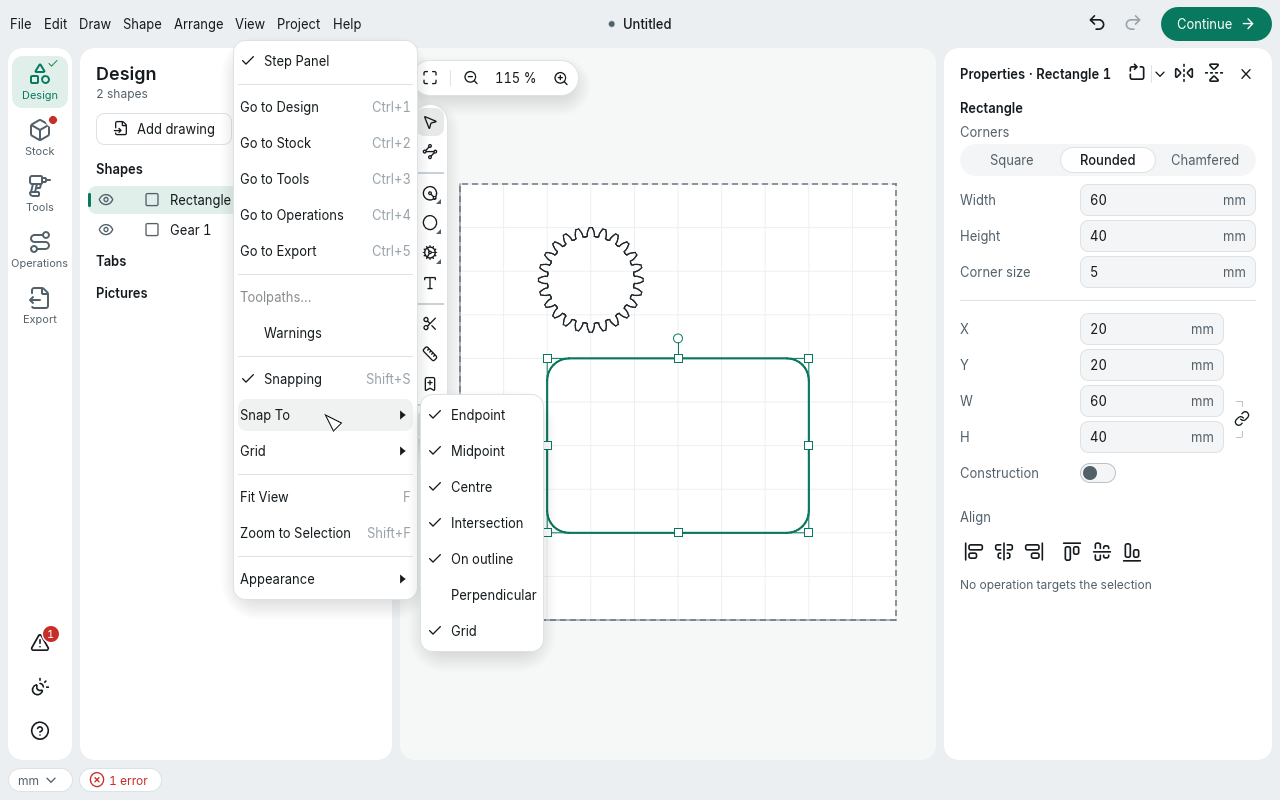 File Edit Draw Shape Arrange View Project Help
Untitled
Continue
Design
Stock
Tools
Operations
Export
1
Design
2 shapes
Add drawing
Shapes
Rectangle
Gear 1
Tabs
Pictures
Step Panel
Go to Design Ctrl+1
Go to Stock Ctrl+2
Go to Tools Ctrl+3
Go to Operations Ctrl+4
Go to Export Ctrl+5
Toolpaths...
Warnings
Snapping Shift+S
Snap To
Grid
Fit View F
Zoom to Selection Shift+F
Appearance
Endpoint
Midpoint
Centre
Intersection
On outline
Perpendicular
Grid
115 %
Properties · Rectangle 1
Rectangle
Corners
Square Rounded Chamfered
Width 60 mm
Height 40 mm
Corner size 5 mm
X 20 mm
Y 20 mm
W 60 mm
H 40 mm
Construction
Align
No operation targets the selection
mm
1 error